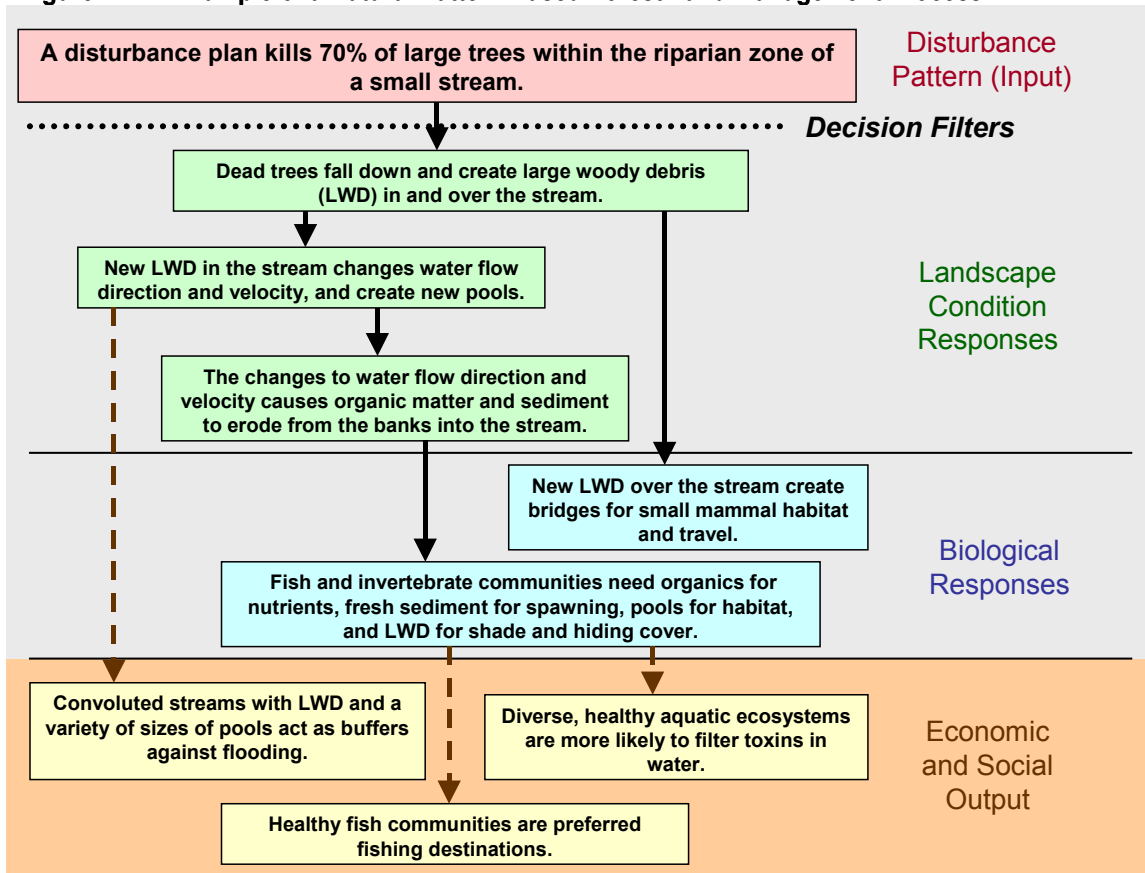 A disturbance plan kills 70% of large trees within the riparian zone of
a small stream.
Disturbance
Pattern (Input)
Decision Filters
Dead trees fall down and create large woody debris
(LWD) in and over the stream.
New LWD in the stream changes water flow
direction and velocity, and create new pools.
Landscape
Condition
Responses
The changes to water flow direction and
velocity causes organic matter and sediment
to erode from the banks into the stream.
New LWD over the stream create
bridges for small mammal habitat
and travel.
Biological
Responses
Fish and invertebrate communities need organics for
nutrients, fresh sediment for spawning, pools for habitat,
and LWD for shade and hiding cover.
Convoluted streams with LWD and a
variety of sizes of pools act as buffers
against flooding.
Diverse, healthy aquatic ecosystems
are more likely to filter toxins in
water.
Economic
and Social
Output
Healthy fish communities are preferred
fishing destinations.